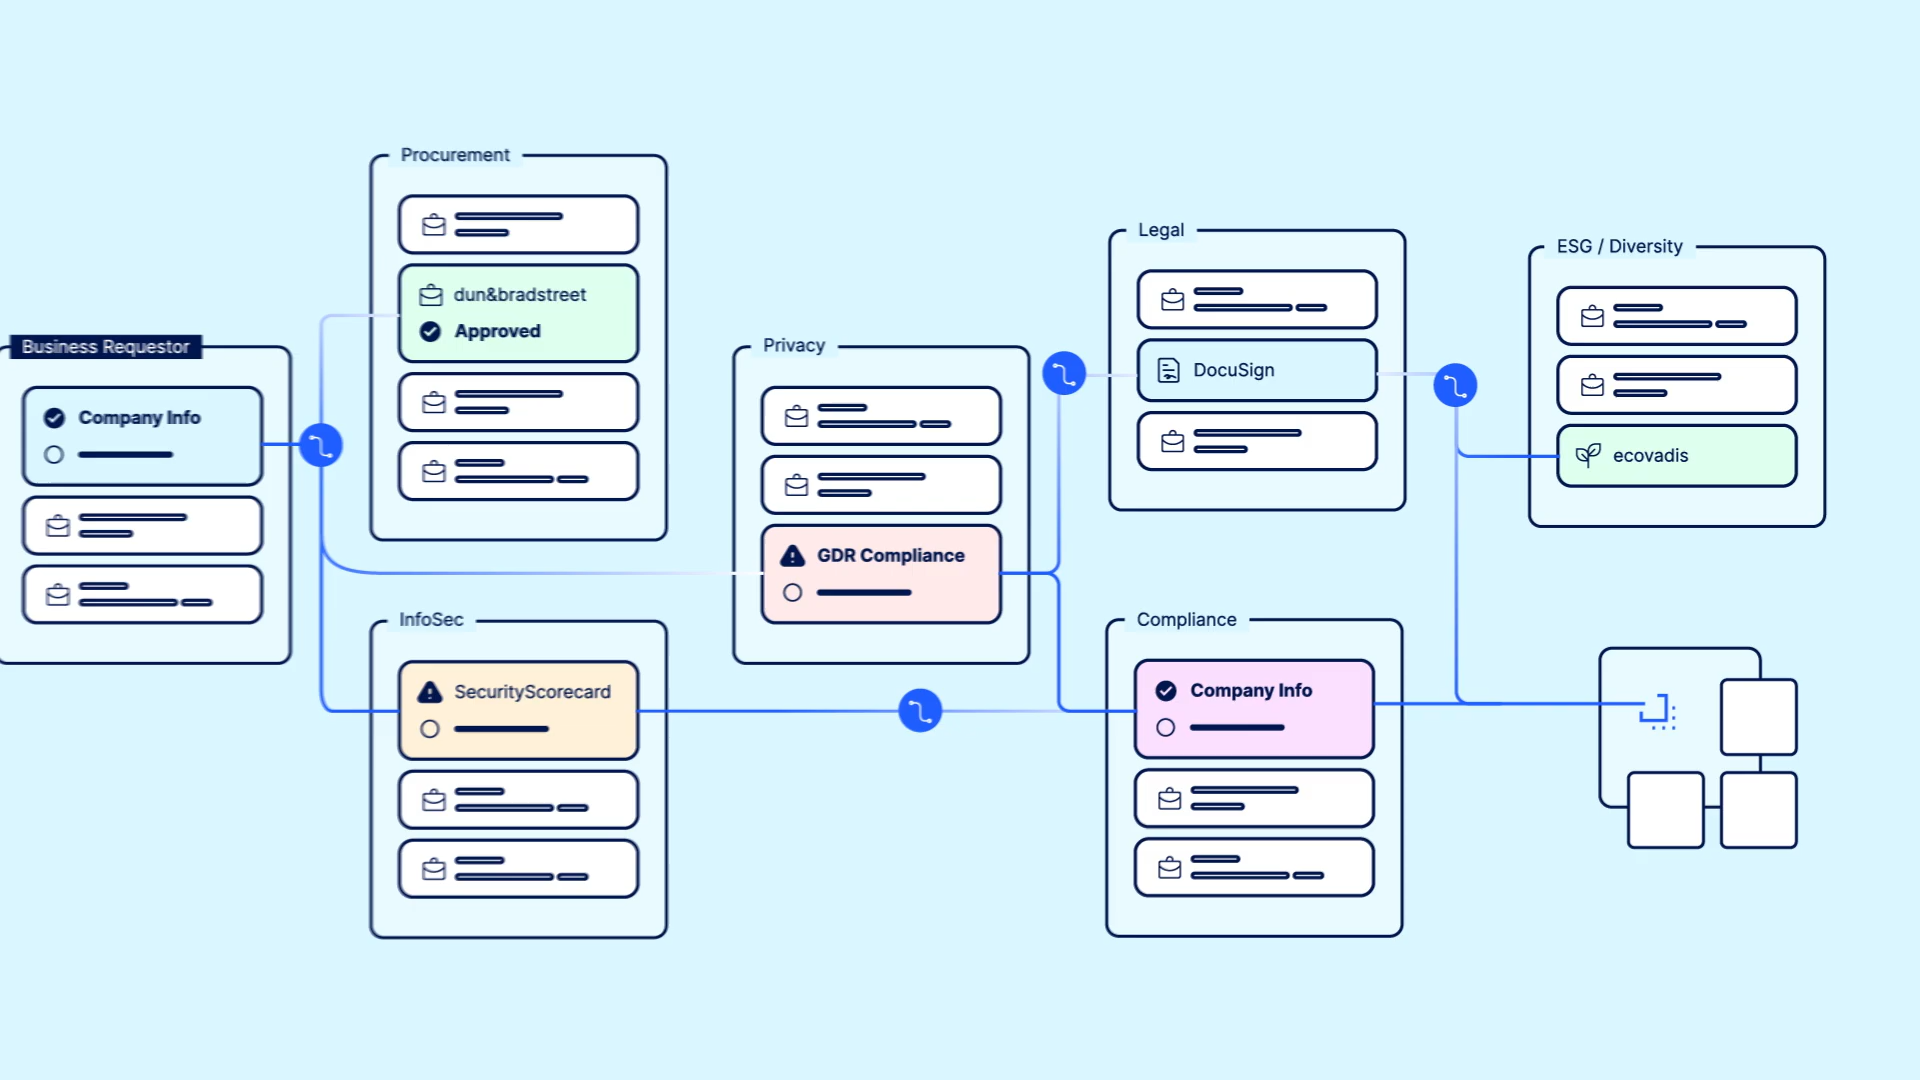 Business Requestor
Company Info
Procurement
dun&bradstreet
Approved
InfoSec
SecurityScorecard
Privacy
GDR Compliance
Legal
DocuSign
Compliance
Company Info
ESG / Diversity
ecovadis